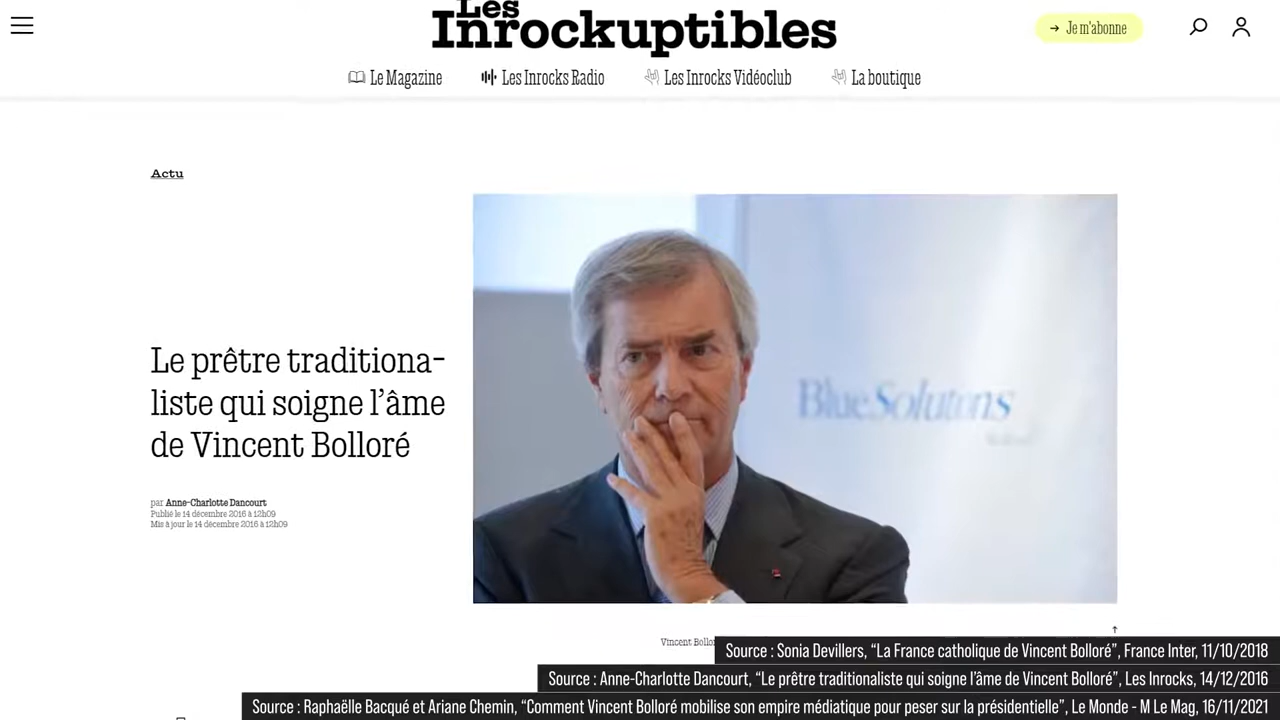 Les
Inrockuptibles
→ Je m'abonne
Le Magazine
Les Inrocks Radio
Les Inrocks Vidéoclub
La boutique
Actu
Le prêtre traditiona-
liste qui soigne l'âme
de Vincent Bolloré
par Anne-Charlotte Dancourt
Publié le 14 décembre 2016 à 12h09
Mis à jour le 14 décembre 2016 à 12h09
BlueSolutions
↑
Vincent
Source : Sonia Devillers, “La France catholique de Vincent Bolloré”, France Inter, 11/10/2018
Source : Anne-Charlotte Dancourt, “Le prêtre traditionaliste qui soigne l’âme de Vincent Bolloré”, Les Inrocks, 14/12/2016
Source : Raphaëlle Bacqué et Ariane Chemin, “Comment Vincent Bolloré mobilise son empire médiatique pour peser sur la présidentielle”, Le Monde - M Le Mag, 16/11/2021